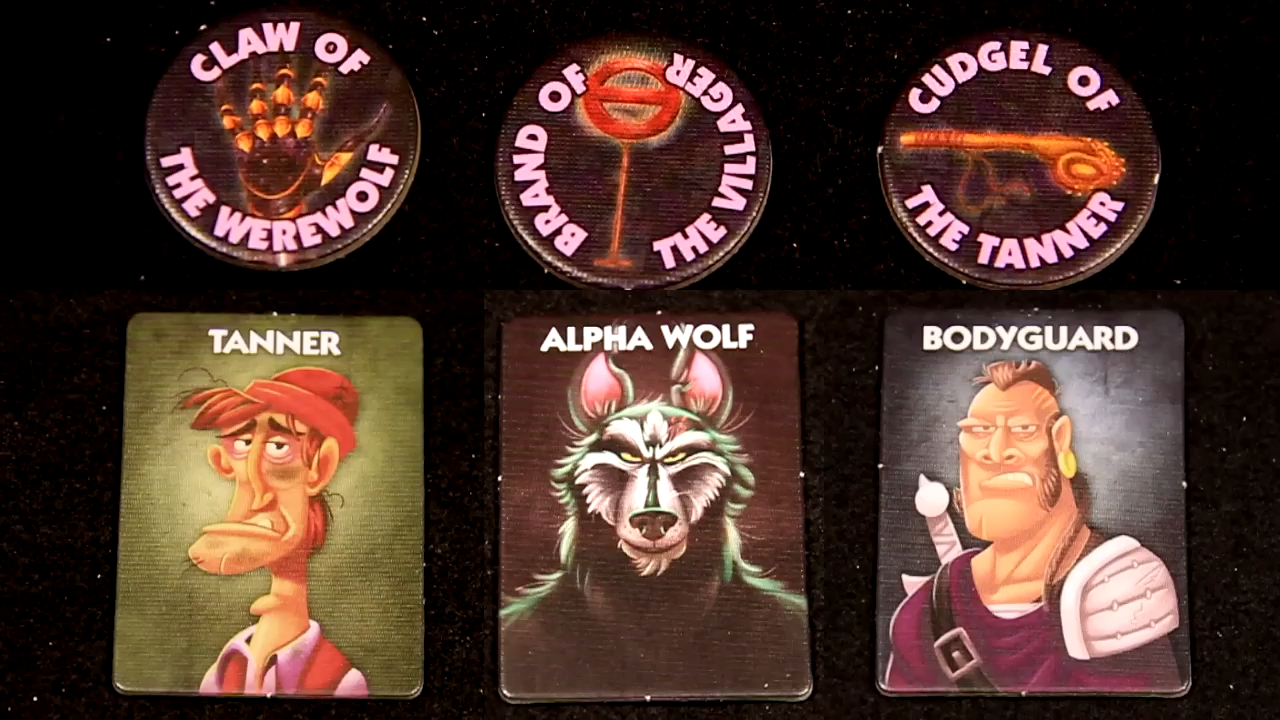 CLAW OF
THE WEREWOLF
BRAND OF
THE VILLAGER
CUDGEL OF
THE TANNER
TANNER
ALPHA WOLF
BODYGUARD